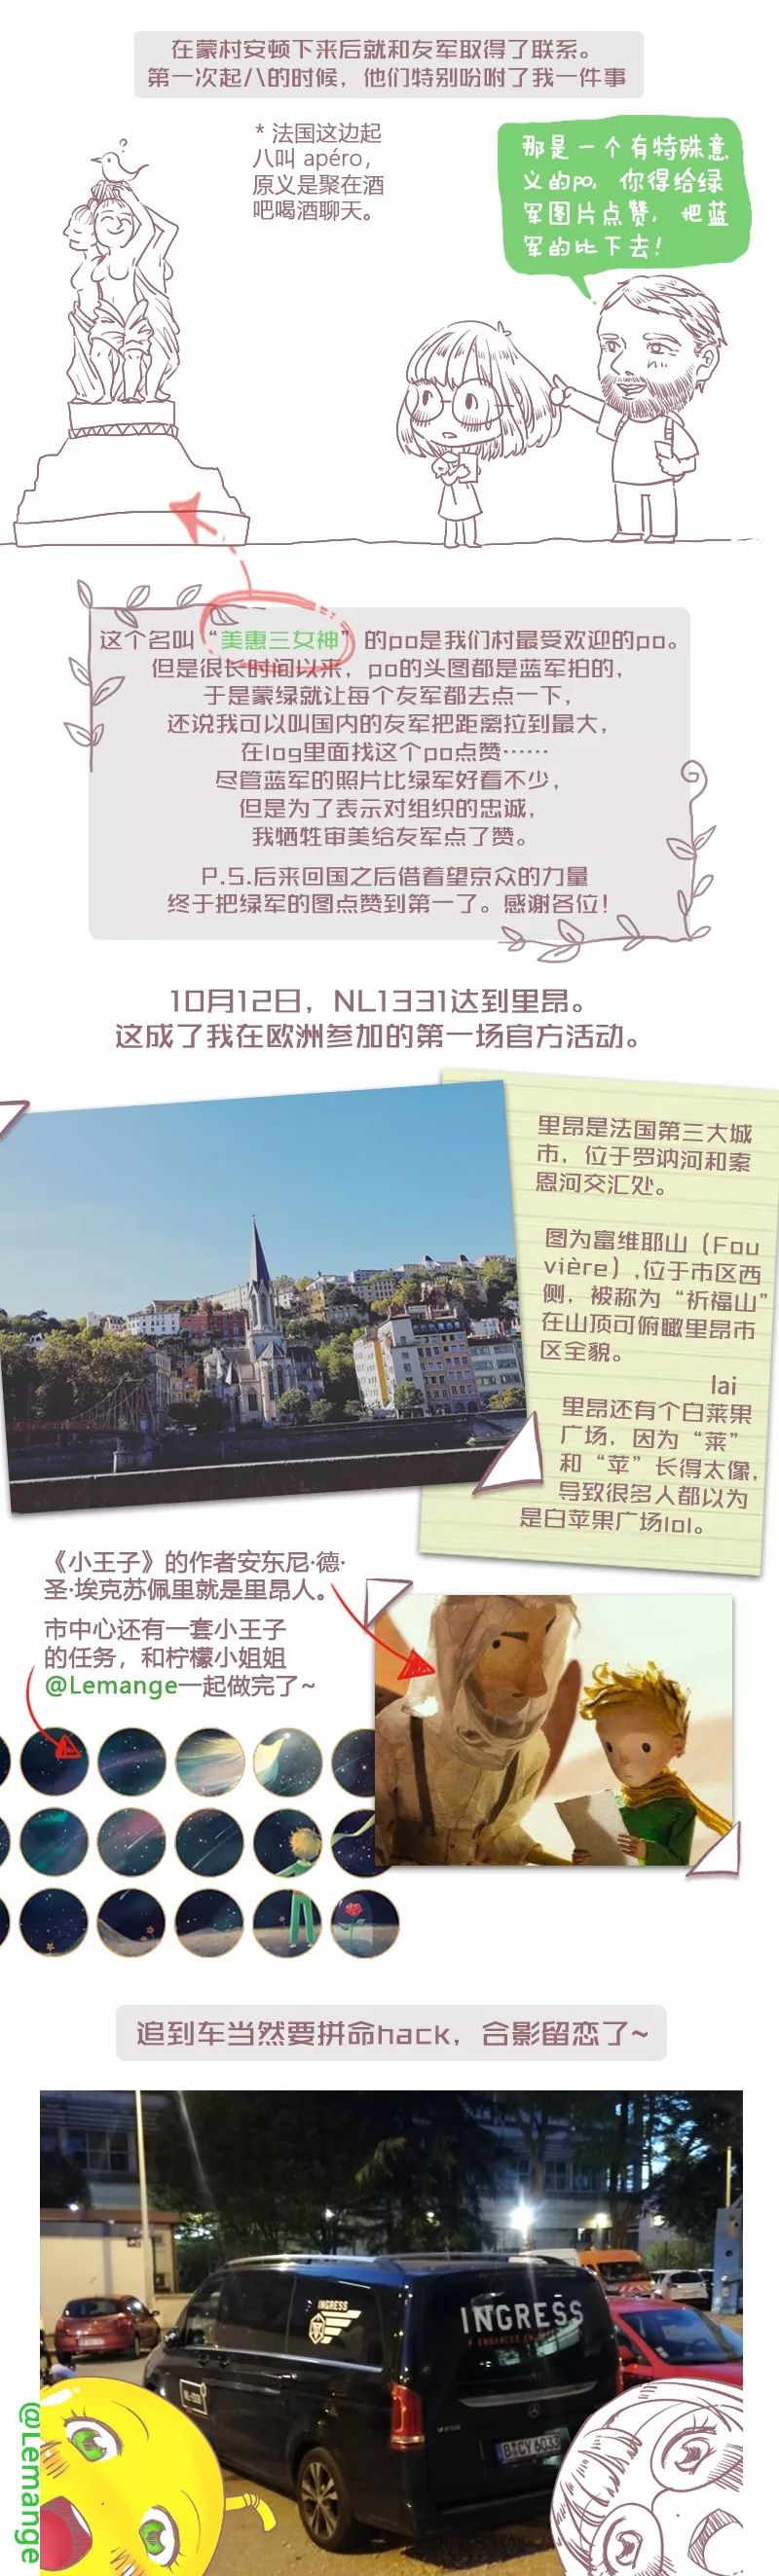 在蒙村安顿下来后就和友军取得了联系。
第一次起八的时候，他们特别吩咐了我一件事
* 法国这边起
八叫 apéro，
原义是聚在酒
吧喝酒聊天。
那是一个有特殊意
义的po，你得给绿
军图片点赞，把蓝
军的比下去！
这个名叫“美惠三女神”的po是我们村最受欢迎的po。
但是很长时间以来，po的头图都是蓝军拍的，
于是蒙绿就让每个友军都去点一下，
还说我可以叫国内的友军把距离拉到最大，
在log里面找这个po点赞……
尽管蓝军的照片比绿军好看不少，
但是为了表示对组织的忠诚，
我牺牲审美给友军点了赞。
P.S.后来回国之后借着望京众的力量
终于把绿军的图点赞到第一了。感谢各位！
10月12日，NL1331达到里昂。
这成了我在欧洲参加的第一场官方活动。
里昂是法国第三大城
市，位于罗讷河和索
恩河交汇处。
图为富维耶山（Fou
vière）,位于市区西
侧，被称为“祈福山”
在山顶可俯瞰里昂市
区全貌。
lai
里昂还有个白莱果
广场，因为“莱”
和“苹”长得太像，
导致很多人都以为
是白苹果广场lol。
《小王子》的作者安东尼·德·
圣·埃克苏佩里就是里昂人。
市中心还有一套小王子
的任务，和柠檬小姐姐
@Lemange一起做完了~
追到车当然要拼命hack，合影留恋了~
INGRESS
INGRESS
B CY 6033
@Lemange